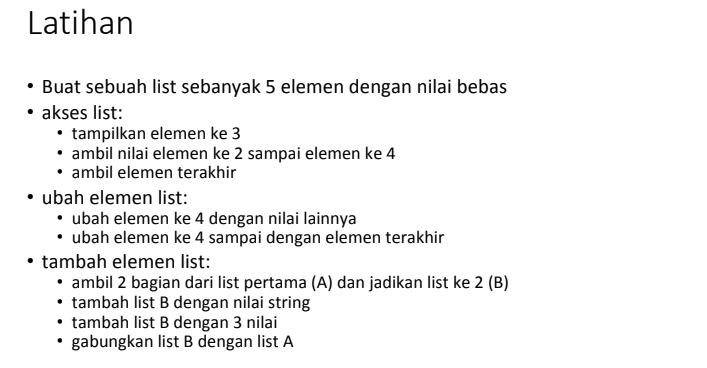 Latihan
• Buat sebuah list sebanyak 5 elemen dengan nilai bebas
• akses list:
• tampilkan elemen ke 3
• ambil nilai elemen ke 2 sampai elemen ke 4
• ambil elemen terakhir
• ubah elemen list:
• ubah elemen ke 4 dengan nilai lainnya
• ubah elemen ke 4 sampai dengan elemen terakhir
• tambah elemen list:
• ambil 2 bagian dari list pertama (A) dan jadikan list ke 2 (B)
• tambah list B dengan nilai string
• tambah list B dengan 3 nilai
• gabungkan list B dengan list A